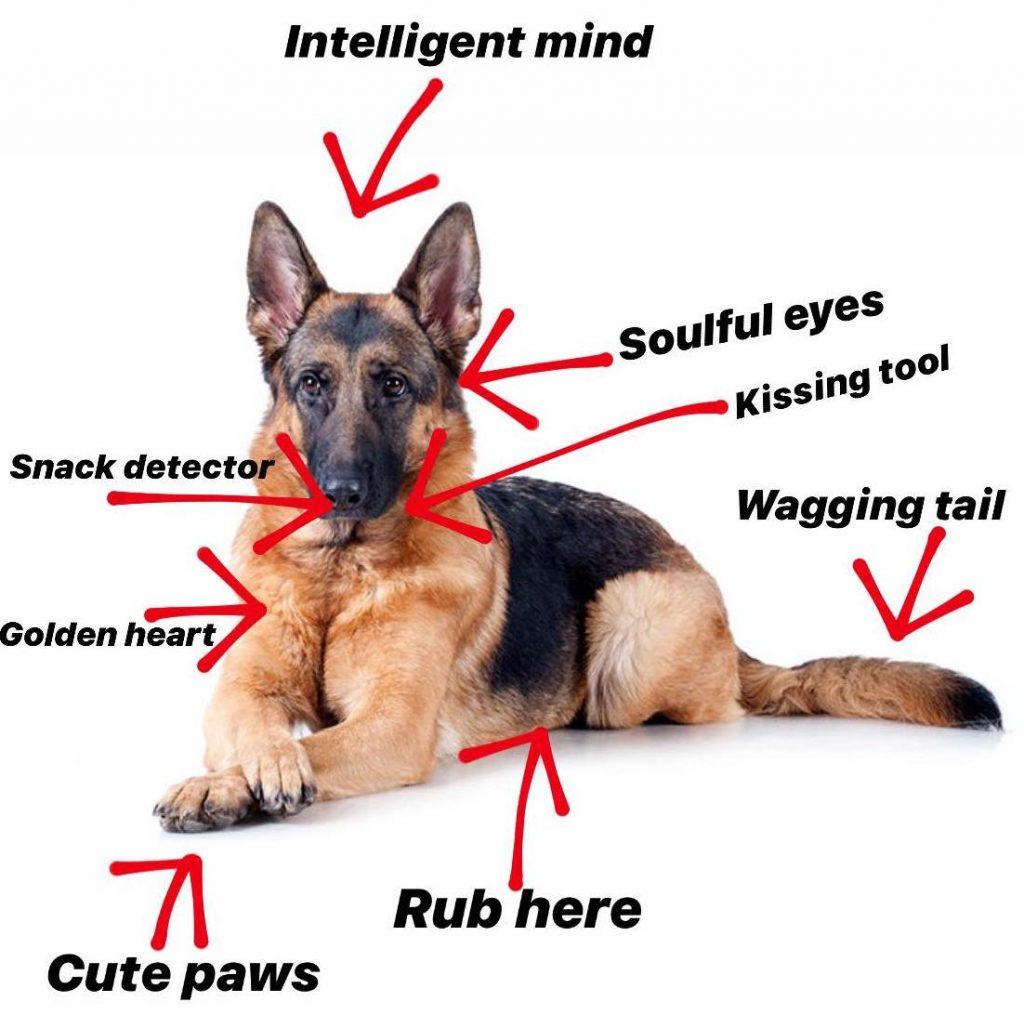 Intelligent mind
Soulful eyes
Kissing tool
Snack detector
Wagging tail
Golden heart
Rub here
Cute paws